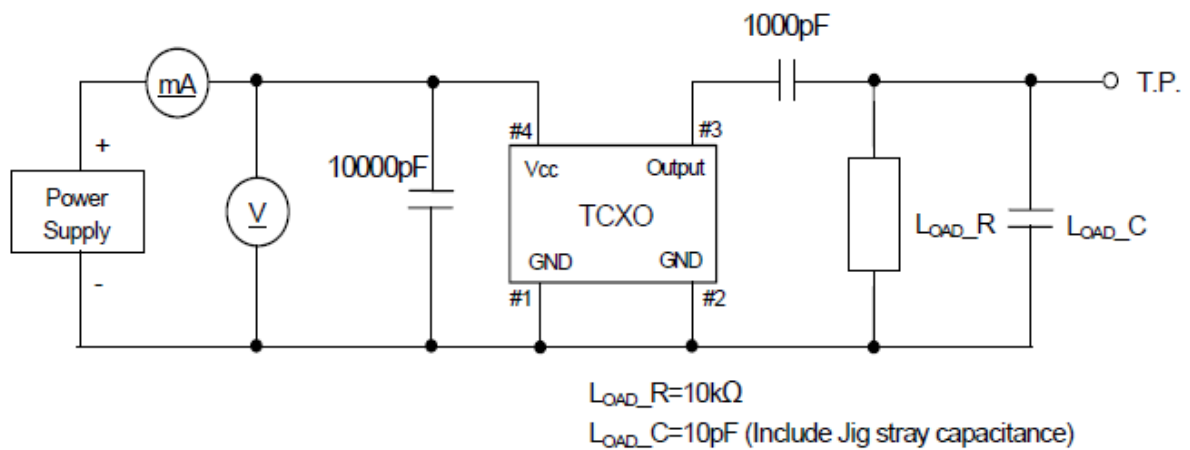 1000pF
mA
T.P.
#4
#3
+
10000pF
Vcc
Output
Power
Supply
V
TCXO
LOAD_R
LOAD_C
GND
GND
-
#1
#2
LOAD_R=10kΩ
LOAD_C=10pF (Include Jig stray capacitance)